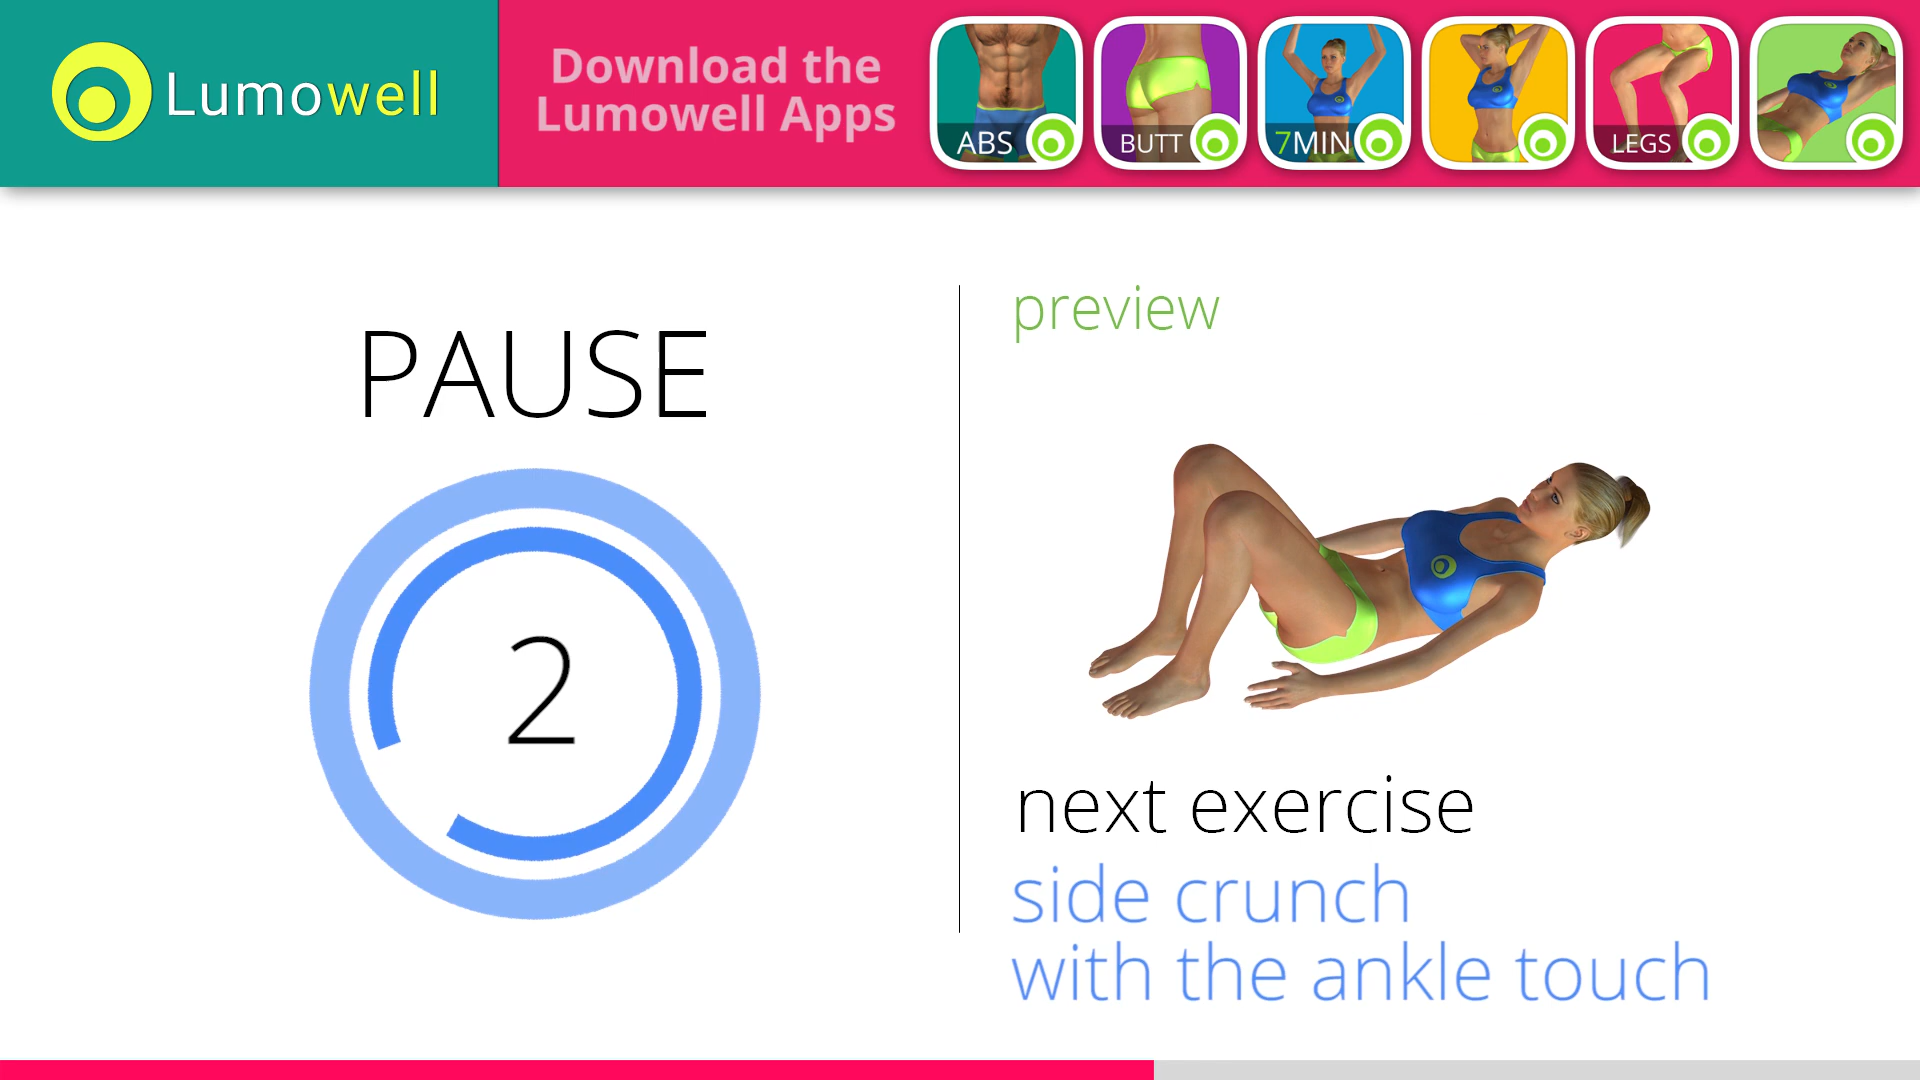 Lumowell
Download the
Lumowell Apps
ABS
BUTT
7MIN
LEGS
PAUSE
2
preview
next exercise
side crunch
with the ankle touch